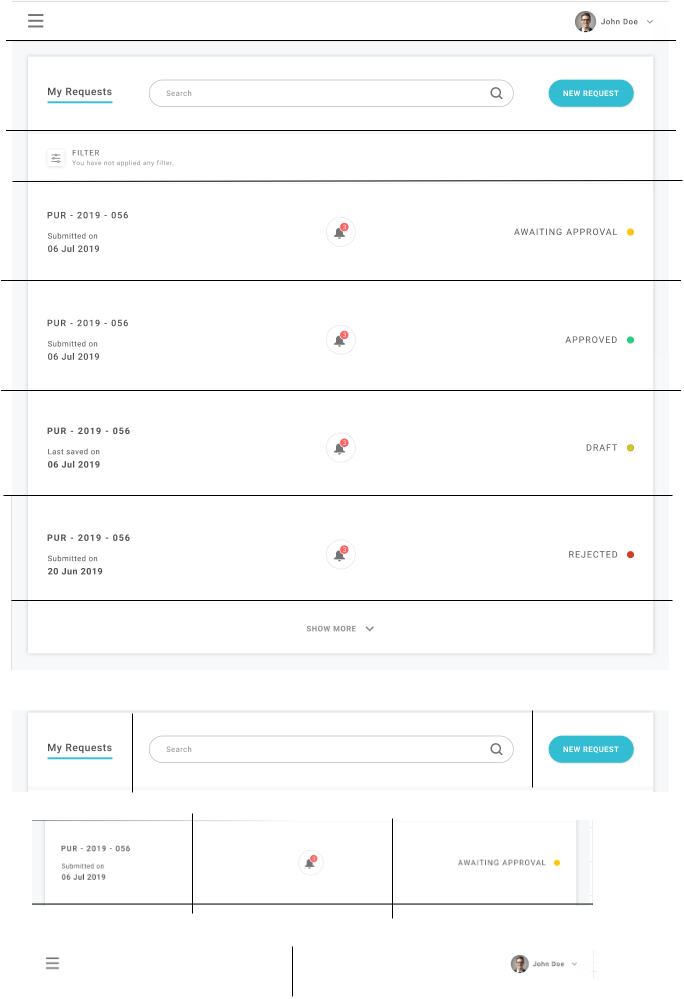 John Doe
My Requests
Search
NEW REQUEST
FILTER
You have not applied any filter.
PUR - 2019 - 056
Submitted on
06 Jul 2019
3
AWAITING APPROVAL
PUR - 2019 - 056
Submitted on
06 Jul 2019
3
APPROVED
PUR - 2019 - 056
Last saved on
06 Jul 2019
3
DRAFT
PUR - 2019 - 056
Submitted on
20 Jun 2019
3
REJECTED
SHOW MORE
My Requests
Search
NEW REQUEST
PUR - 2019 - 056
Submitted on
06 Jul 2019
3
AWAITING APPROVAL
John Doe